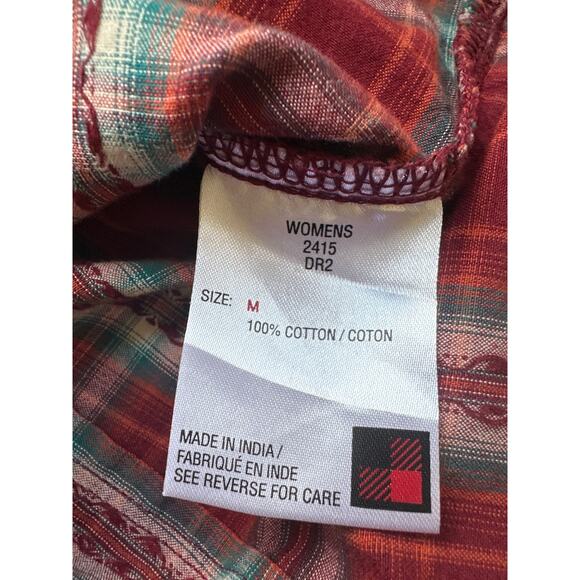 WOMENS
2415
DR2
SIZE: M
100% COTTON / COTON
MADE IN INDIA /
FABRIQUÉ EN INDE
SEE REVERSE FOR CARE